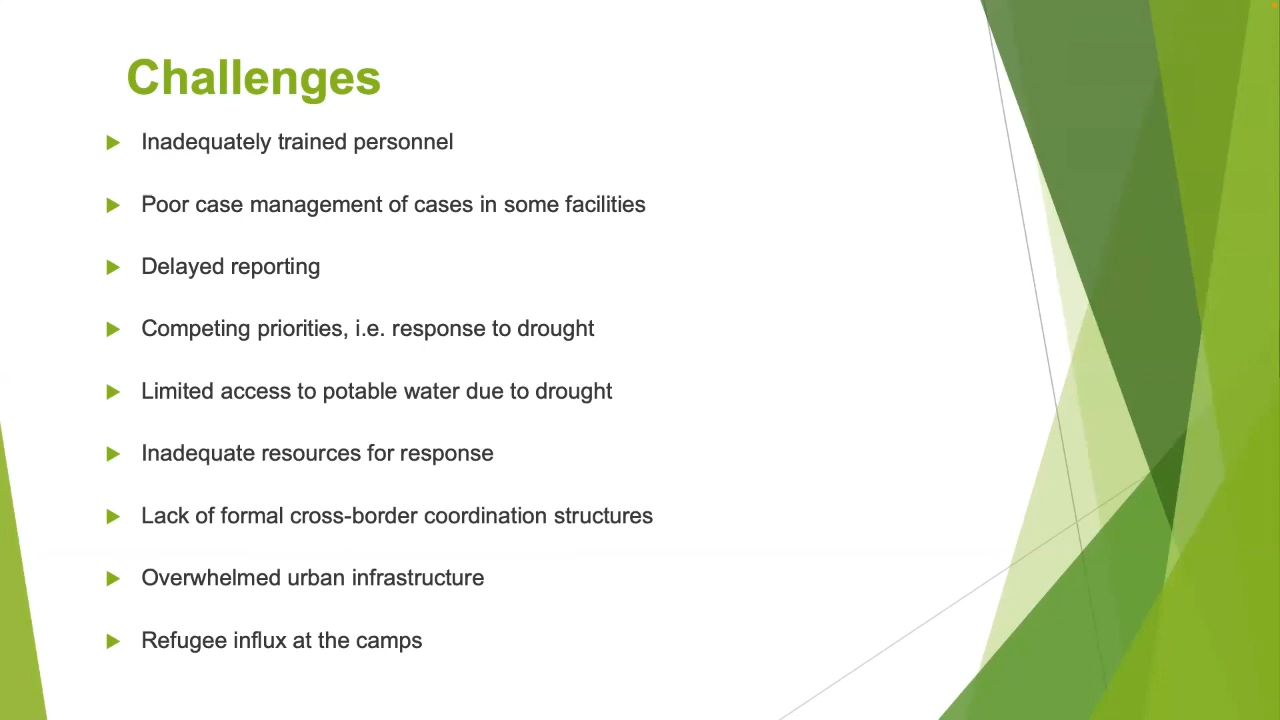 Challenges
Inadequately trained personnel
Poor case management of cases in some facilities
Delayed reporting
Competing priorities, i.e. response to drought
Limited access to potable water due to drought
Inadequate resources for response
Lack of formal cross-border coordination structures
Overwhelmed urban infrastructure
Refugee influx at the camps